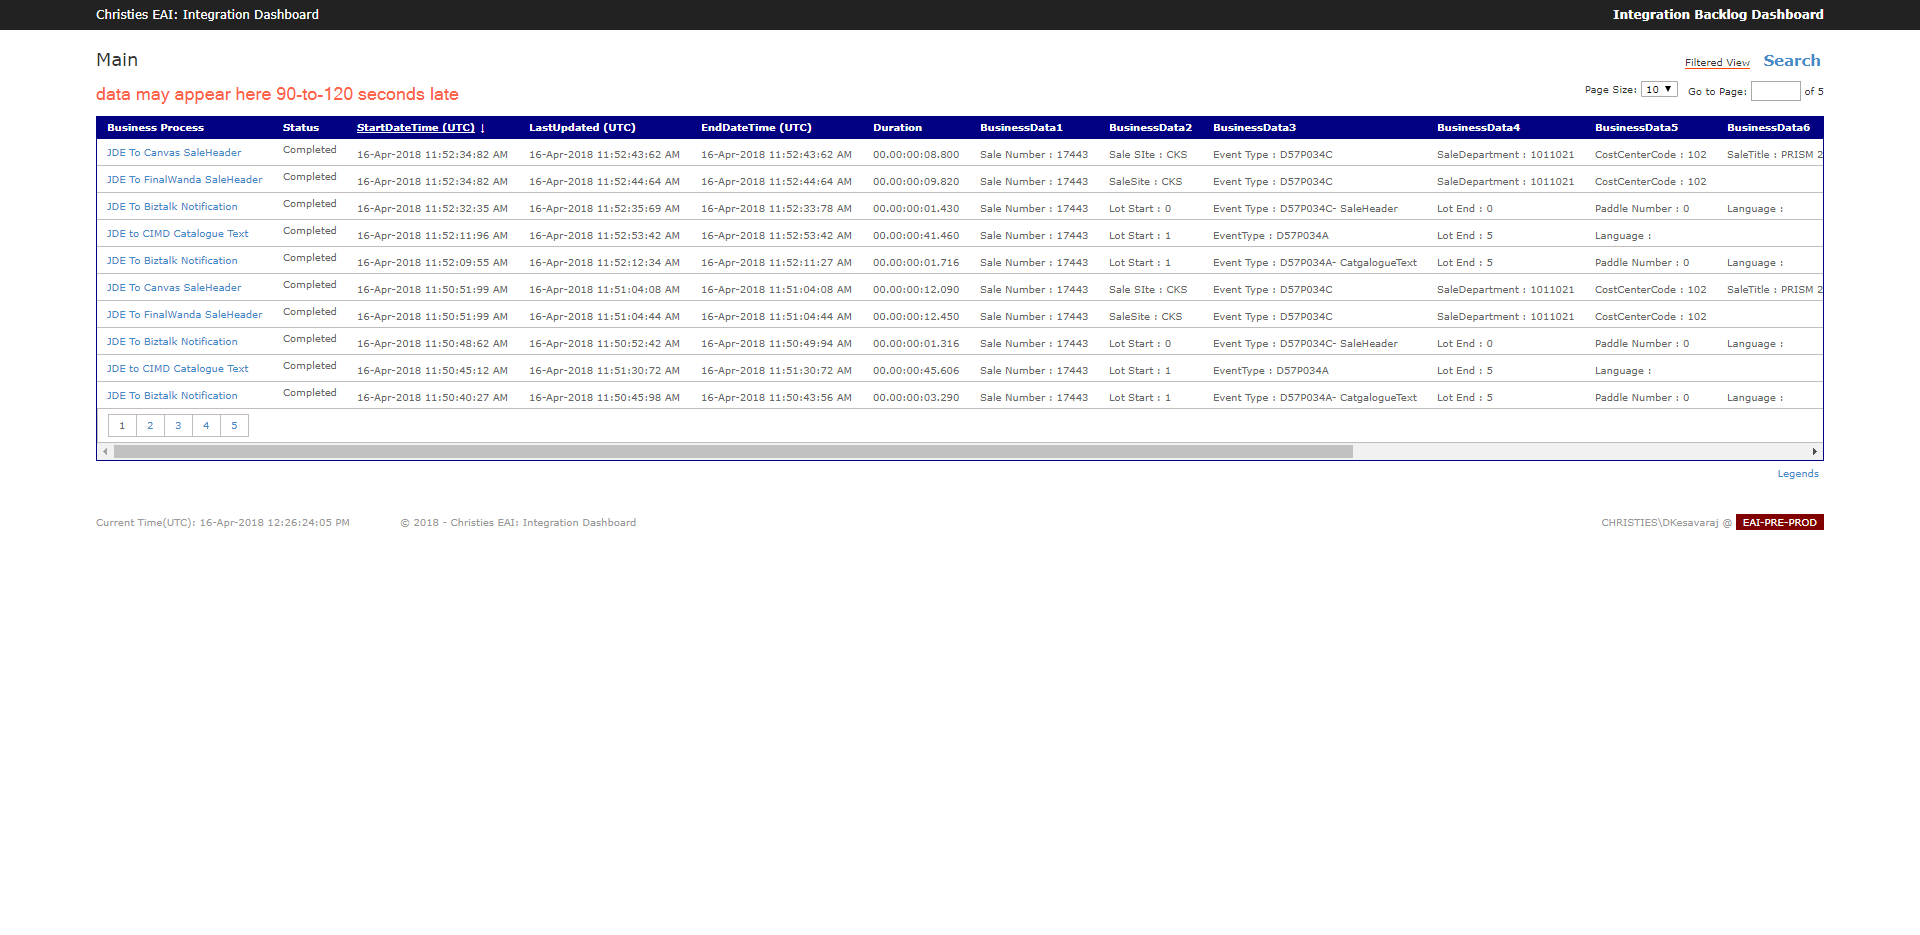 Christies EAI: Integration Dashboard Integration Backlog Dashboard
Main Filtered View Search
data may appear here 90-to-120 seconds late Page Size: 10 Go to Page: of 5
Business Process Status StartDateTime (UTC) ↓ LastUpdated (UTC) EndDateTime (UTC) Duration BusinessData1 BusinessData2 BusinessData3 BusinessData4 BusinessData5 BusinessData6
JDE To Canvas SaleHeader Completed 16-Apr-2018 11:52:34:82 AM 16-Apr-2018 11:52:43:62 AM 16-Apr-2018 11:52:43:62 AM 00.00:00:08.800 Sale Number : 17443 Sale SIte : CKS Event Type : D57P034C SaleDepartment : 1011021 CostCenterCode : 102 SaleTitle : PRISM 2
JDE To FinalWanda SaleHeader Completed 16-Apr-2018 11:52:34:82 AM 16-Apr-2018 11:52:44:64 AM 16-Apr-2018 11:52:44:64 AM 00.00:00:09.820 Sale Number : 17443 SaleSite : CKS Event Type : D57P034C SaleDepartment : 1011021 CostCenterCode : 102
JDE To Biztalk Notification Completed 16-Apr-2018 11:52:32:35 AM 16-Apr-2018 11:52:35:69 AM 16-Apr-2018 11:52:33:78 AM 00.00:00:01.430 Sale Number : 17443 Lot Start : 0 Event Type : D57P034C- SaleHeader Lot End : 0 Paddle Number : 0 Language :
JDE to CIMD Catalogue Text Completed 16-Apr-2018 11:52:11:96 AM 16-Apr-2018 11:52:53:42 AM 16-Apr-2018 11:52:53:42 AM 00.00:00:41.460 Sale Number : 17443 Lot Start : 1 EventType : D57P034A Lot End : 5 Language :
JDE To Biztalk Notification Completed 16-Apr-2018 11:52:09:55 AM 16-Apr-2018 11:52:12:34 AM 16-Apr-2018 11:52:11:27 AM 00.00:00:01.716 Sale Number : 17443 Lot Start : 1 Event Type : D57P034A- CatgalogueText Lot End : 5 Paddle Number : 0 Language :
JDE To Canvas SaleHeader Completed 16-Apr-2018 11:50:51:99 AM 16-Apr-2018 11:51:04:08 AM 16-Apr-2018 11:51:04:08 AM 00.00:00:12.090 Sale Number : 17443 Sale SIte : CKS Event Type : D57P034C SaleDepartment : 1011021 CostCenterCode : 102 SaleTitle : PRISM 2
JDE To FinalWanda SaleHeader Completed 16-Apr-2018 11:50:51:99 AM 16-Apr-2018 11:51:04:44 AM 16-Apr-2018 11:51:04:44 AM 00.00:00:12.450 Sale Number : 17443 SaleSite : CKS Event Type : D57P034C SaleDepartment : 1011021 CostCenterCode : 102
JDE To Biztalk Notification Completed 16-Apr-2018 11:50:48:62 AM 16-Apr-2018 11:50:52:42 AM 16-Apr-2018 11:50:49:94 AM 00.00:00:01.316 Sale Number : 17443 Lot Start : 0 Event Type : D57P034C- SaleHeader Lot End : 0 Paddle Number : 0 Language :
JDE to CIMD Catalogue Text Completed 16-Apr-2018 11:50:45:12 AM 16-Apr-2018 11:51:30:72 AM 16-Apr-2018 11:51:30:72 AM 00.00:00:45.606 Sale Number : 17443 Lot Start : 1 EventType : D57P034A Lot End : 5 Language :
JDE To Biztalk Notification Completed 16-Apr-2018 11:50:40:27 AM 16-Apr-2018 11:50:45:98 AM 16-Apr-2018 11:50:43:56 AM 00.00:00:03.290 Sale Number : 17443 Lot Start : 1 Event Type : D57P034A- CatgalogueText Lot End : 5 Paddle Number : 0 Language :
1 2 3 4 5
Legends
Current Time(UTC): 16-Apr-2018 12:26:24:05 PM © 2018 - Christies EAI: Integration Dashboard CHRISTIES\DKesavaraj @ EAI-PRE-PROD